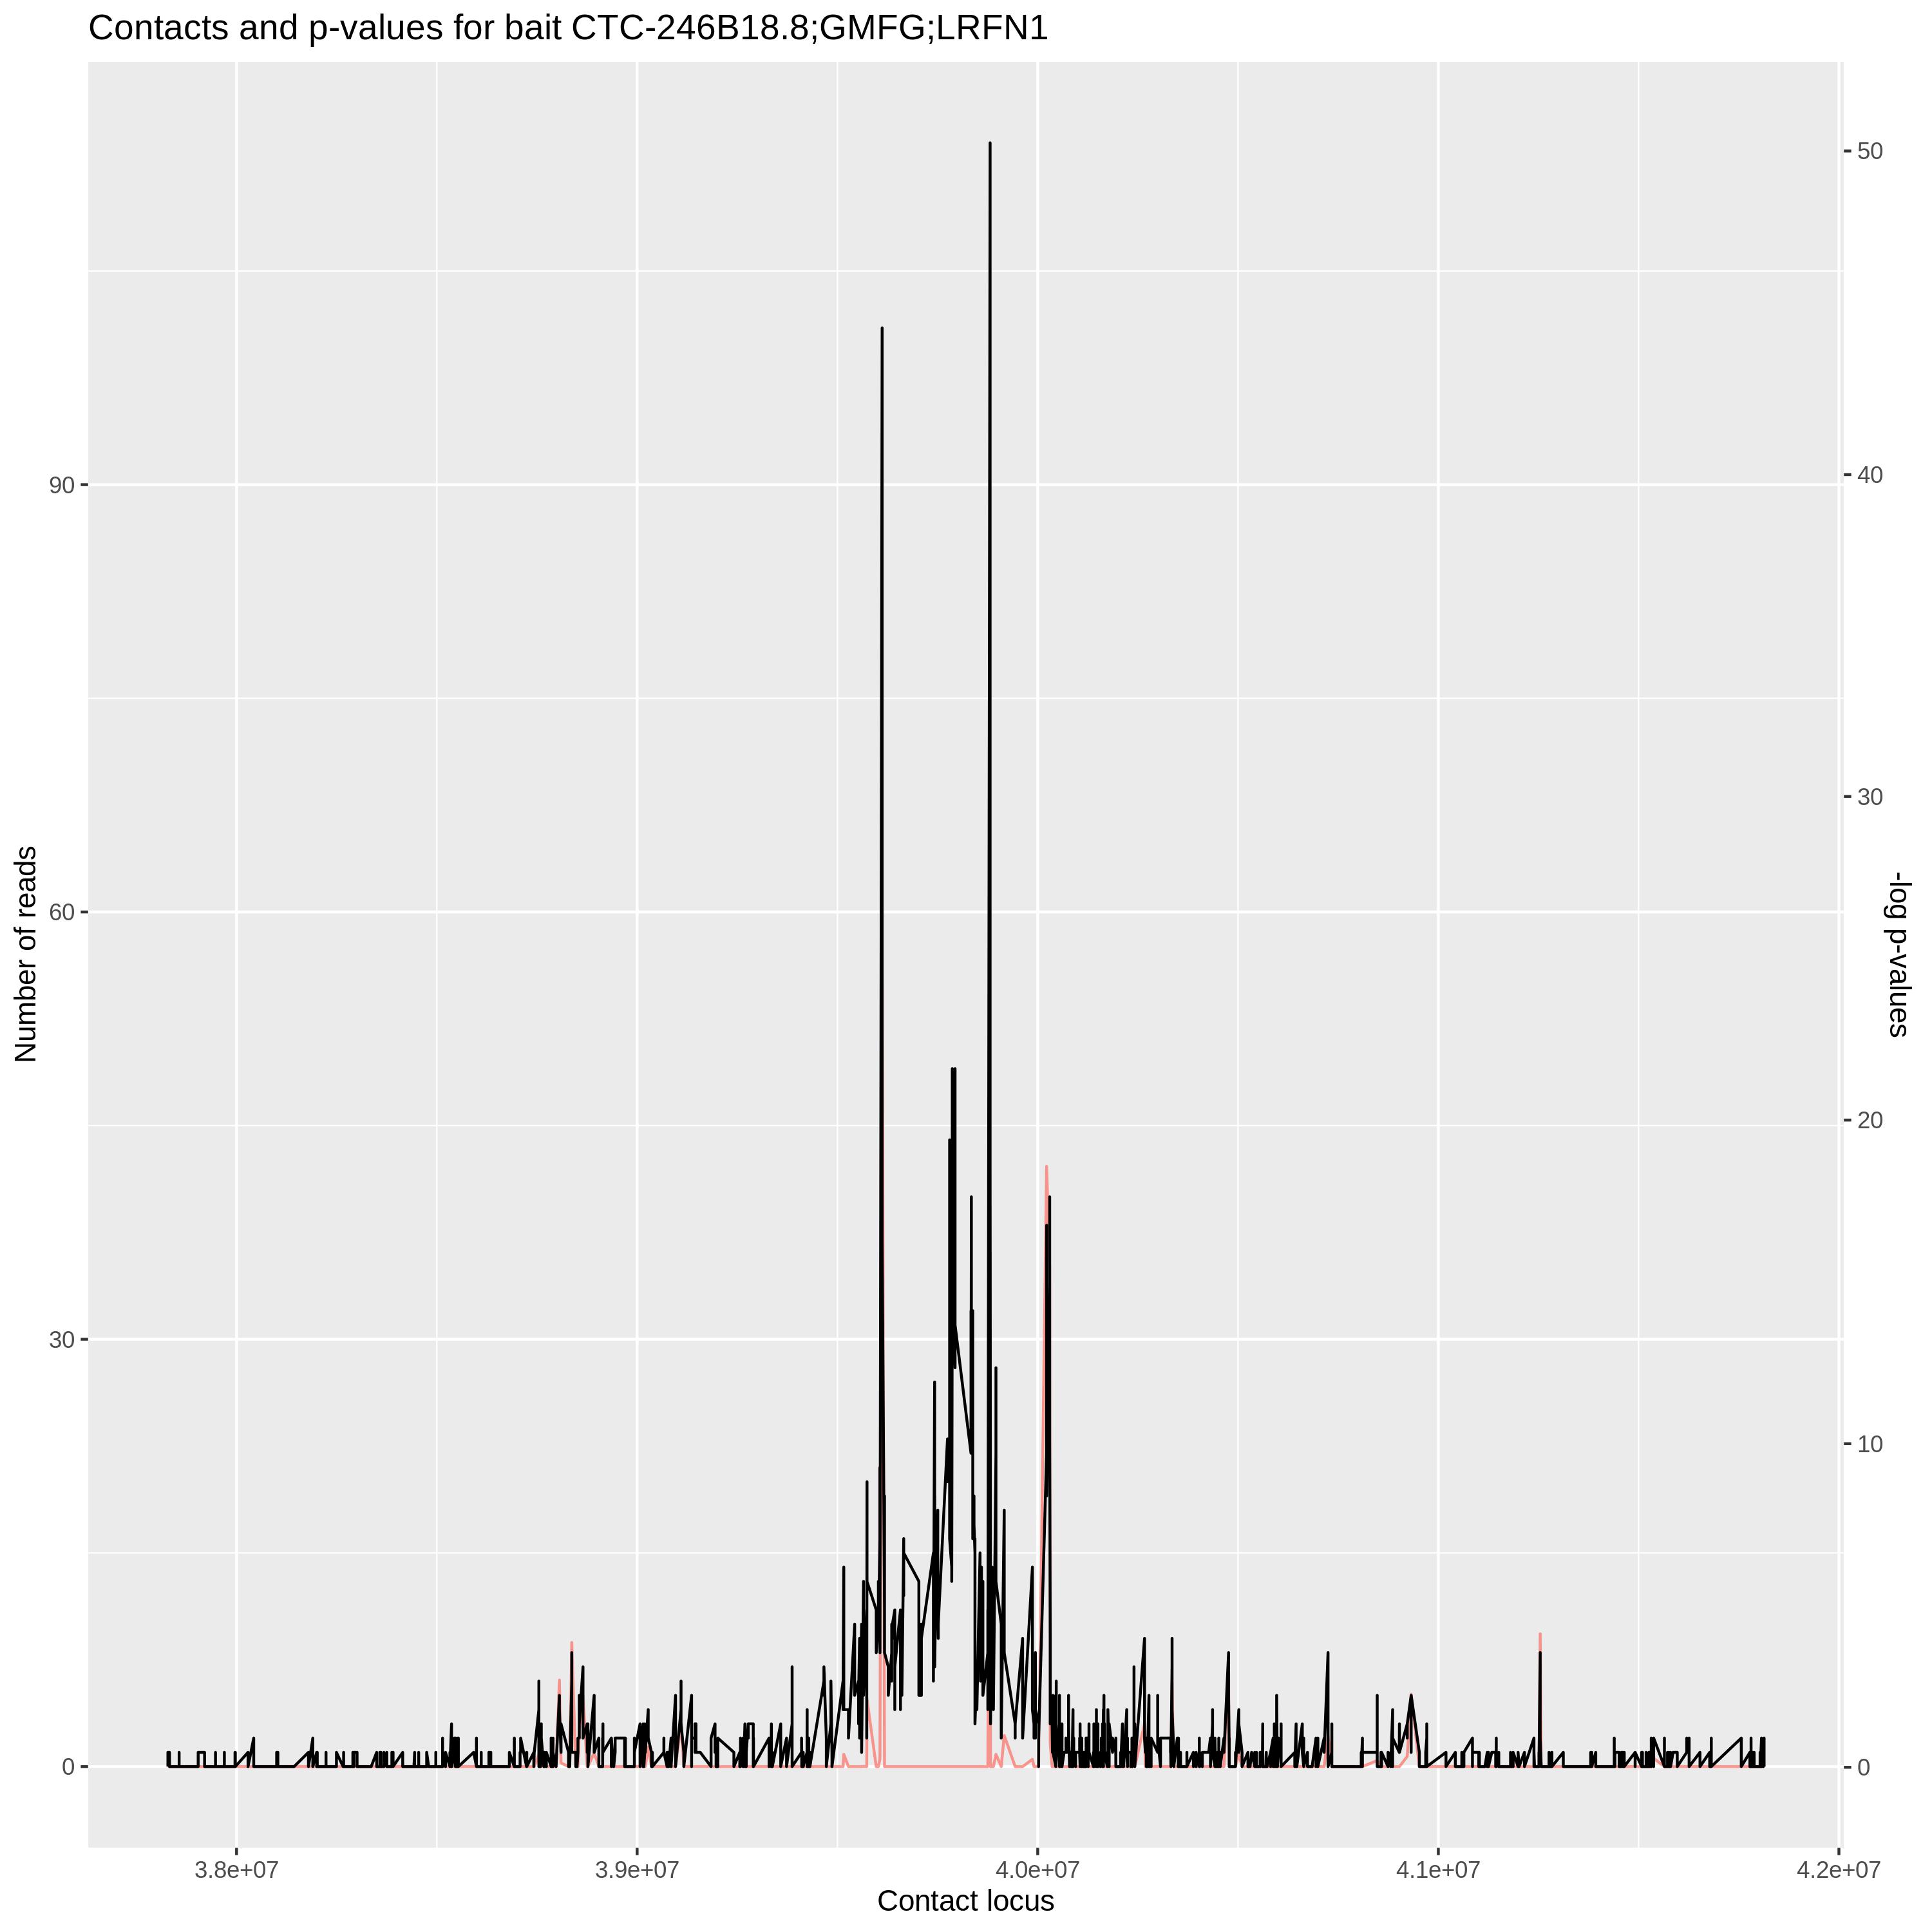 Contacts and p-values for bait CTC-246B18.8;GMFG;LRFN1
50
90
40
30
Number of reads
60
-log p-values
20
30
10
0
0
3.8e+07
3.9e+07
4.0e+07
4.1e+07
4.2e+07
Contact locus